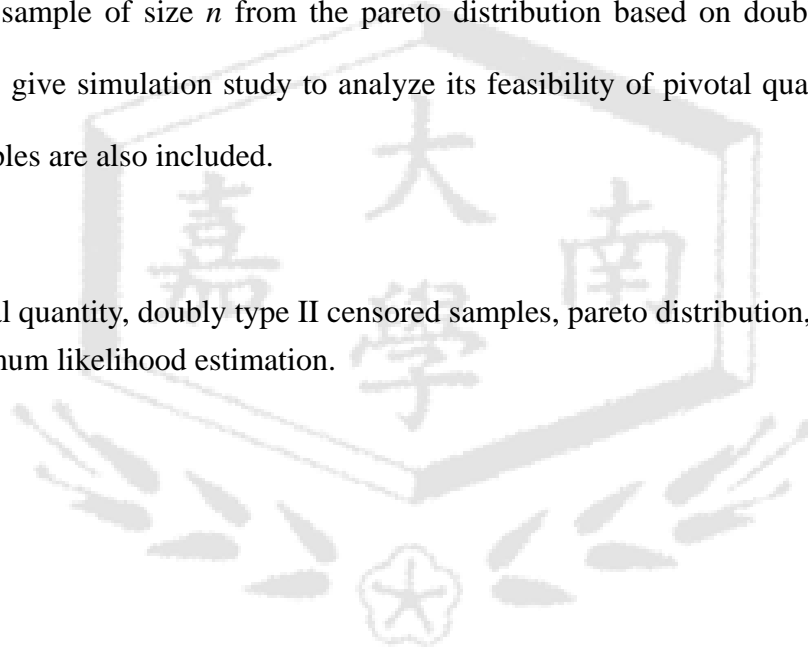 sample of size n from the pareto distribution based on doub
give simulation study to analyze its feasibility of pivotal qua
ples are also included.
大
嘉 南
al quantity, doubly type II censored samples, pareto distribution,
學
num likelihood estimation.